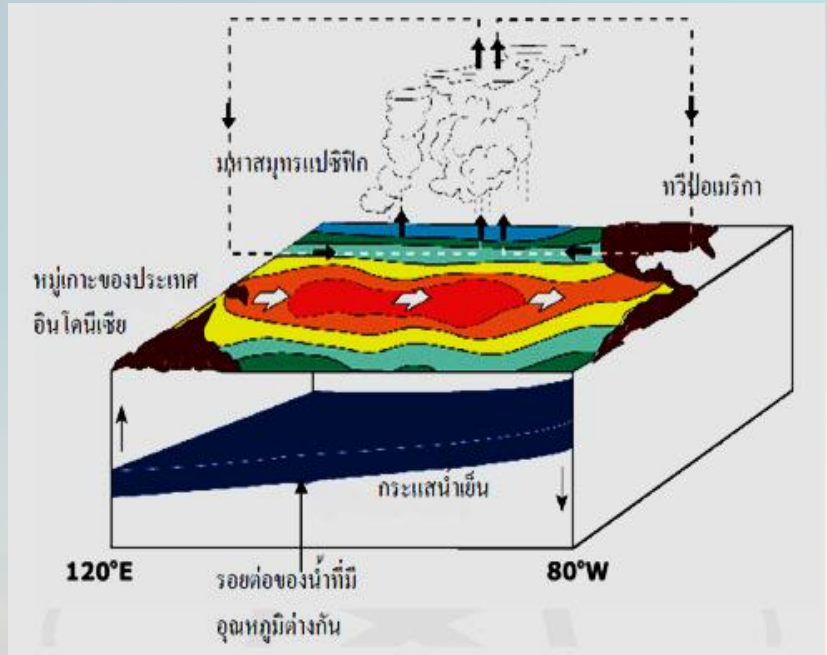 มหาสมุทรแปซิฟิก
ทวีปอเมริกา
หมู่เกาะของประเทศ
อินโดนีเซีย
กระแสน้ำเย็น
120°E
80°W
รอยต่อของน้ำที่มี
อุณหภูมิต่างกัน